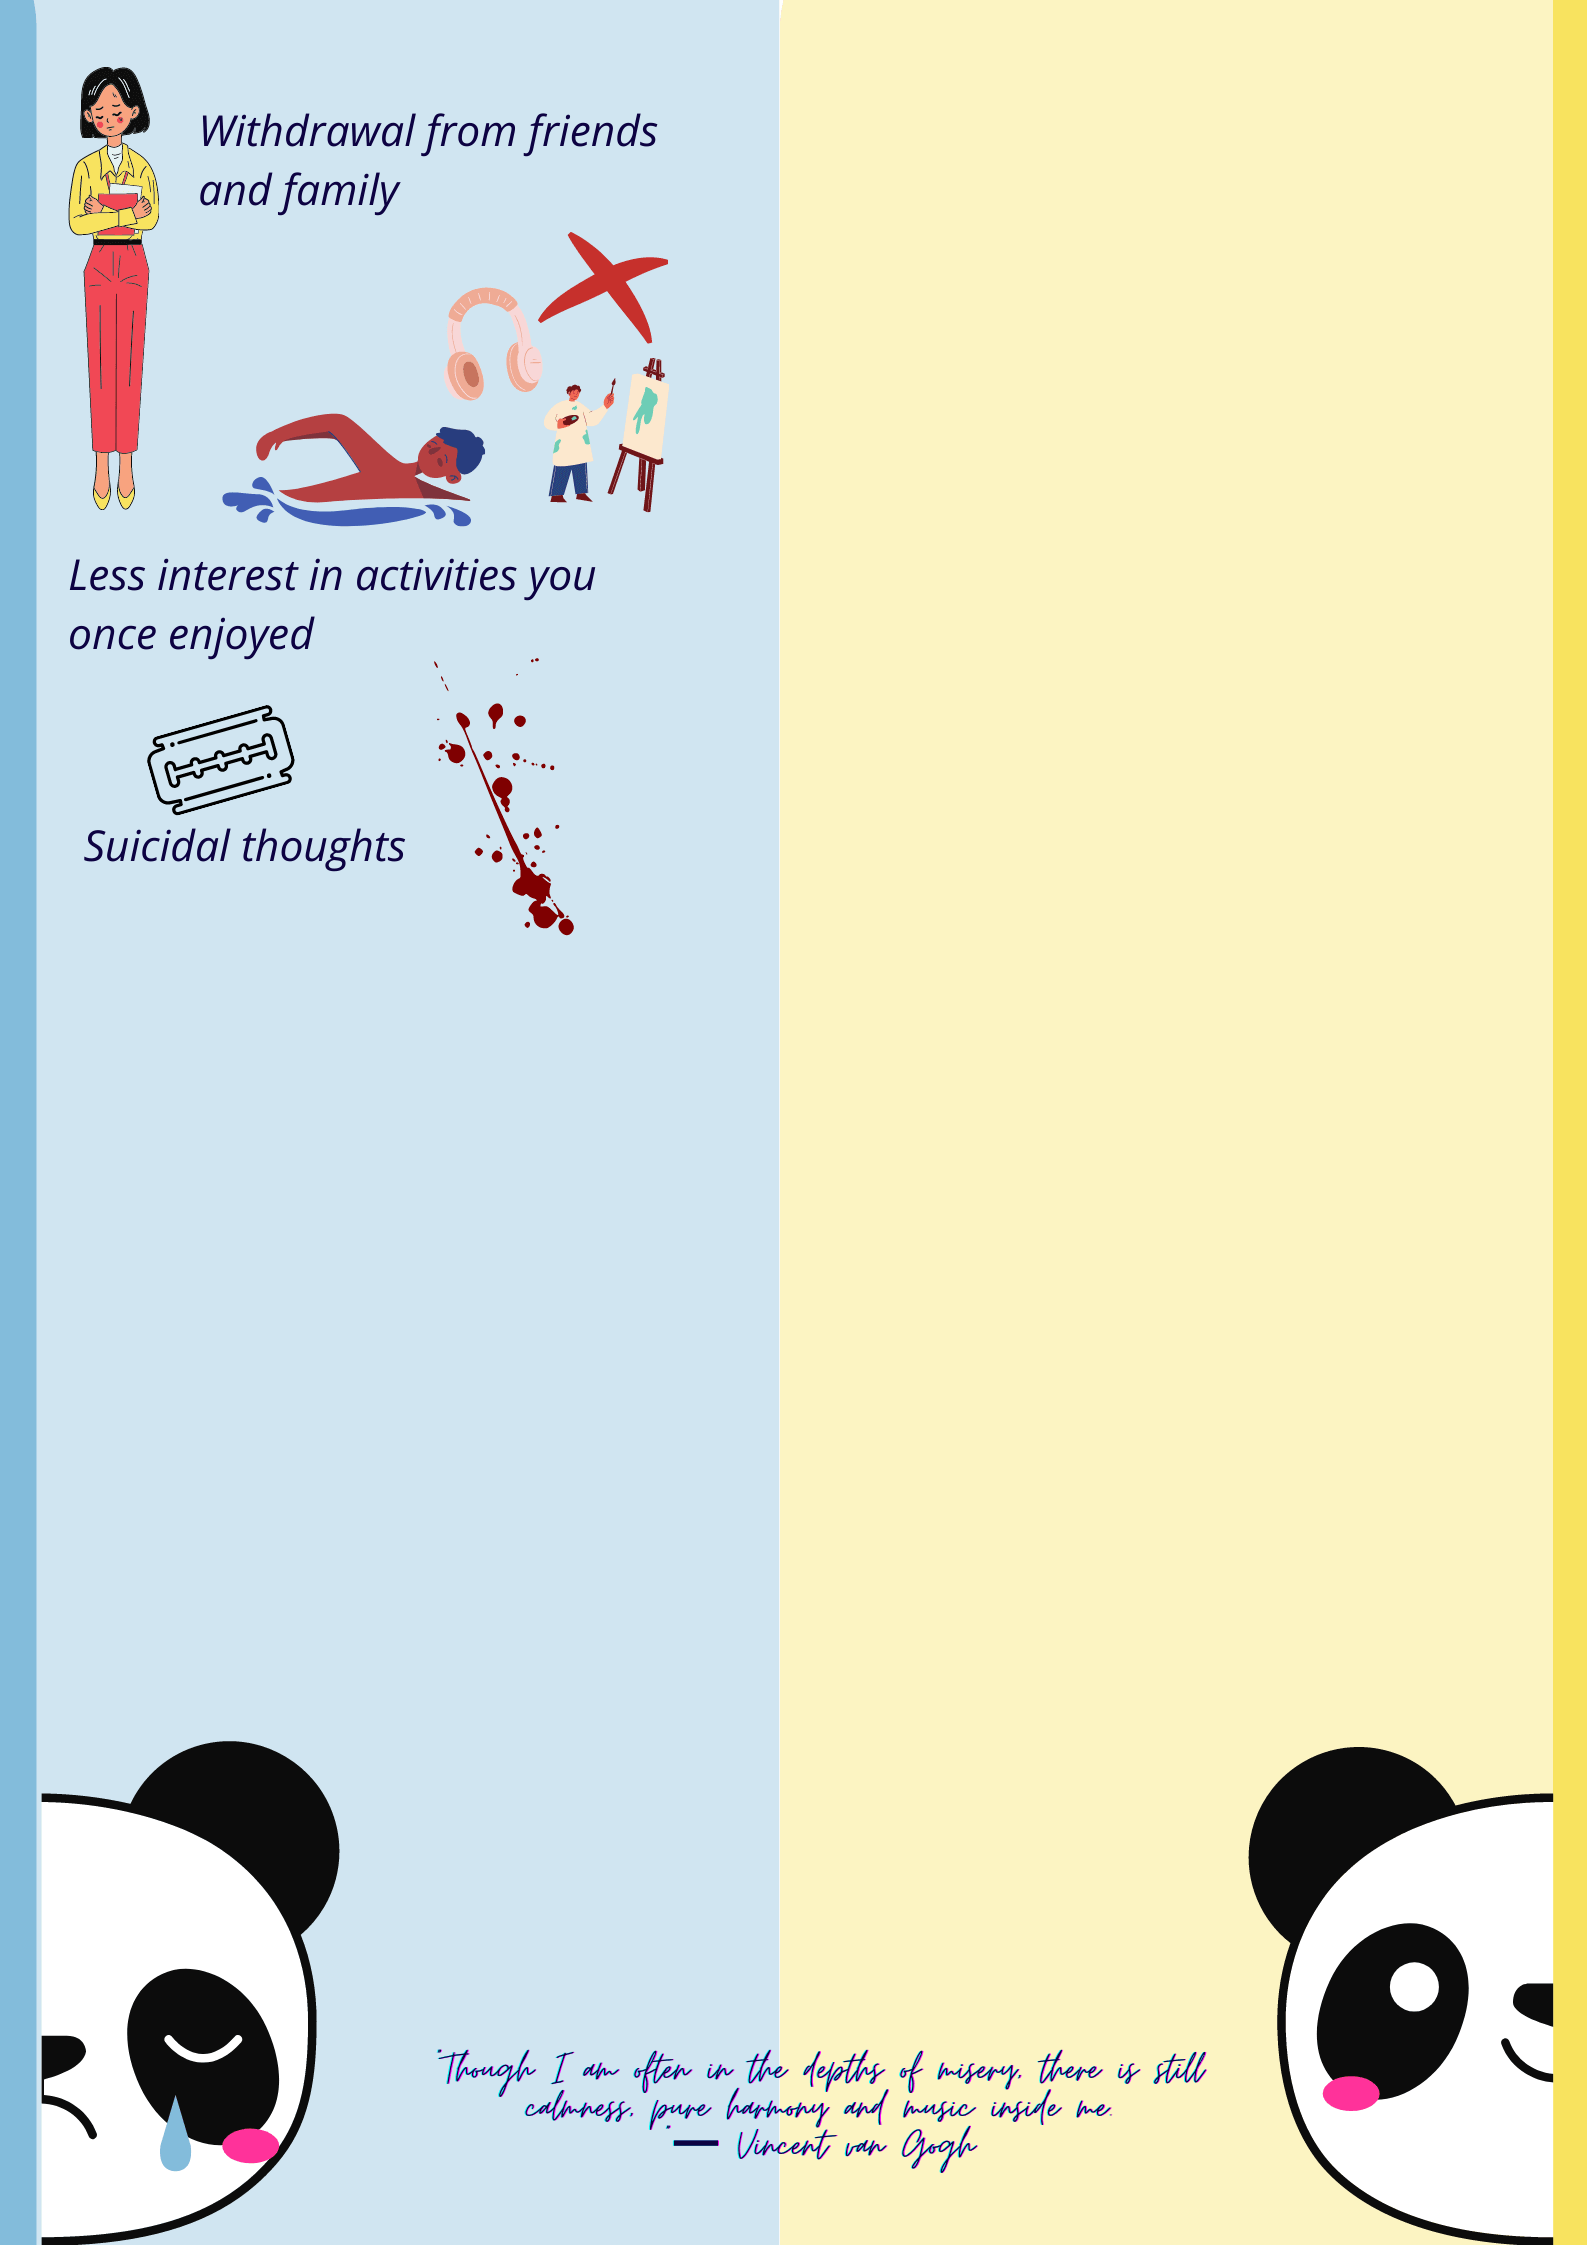 Withdrawal from friends
and family
Less interest in activities you
once enjoyed
Suicidal thoughts
"Though I am often in the depths of misery, there is still
calmness, pure harmony and music inside me.
"― Vincent van Gogh